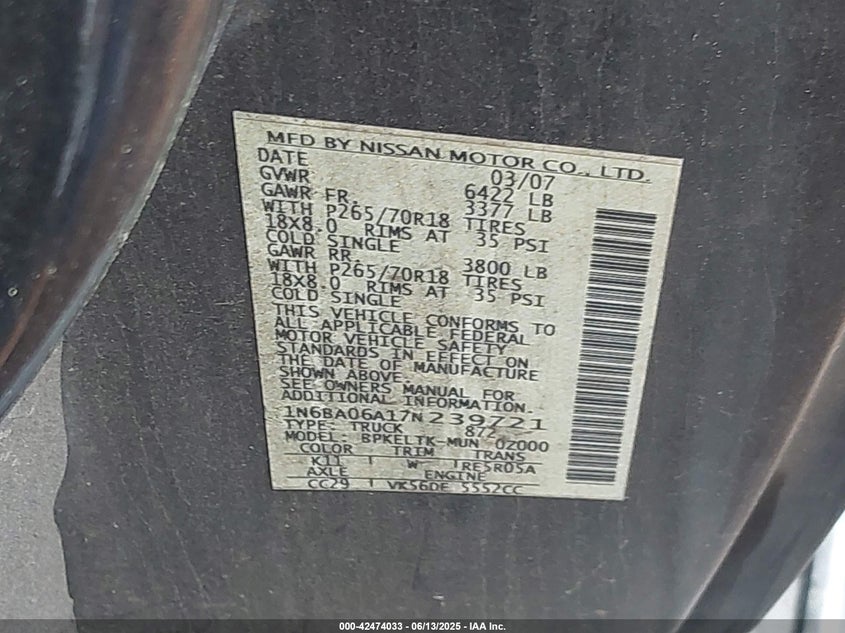 MFD BY NISSAN MOTOR CO., LTD.
DATE 03/07
GVWR 6422 LB
GAWR FR. 3377 LB
WITH P265/70R18 TIRES
18X8.0 RIMS AT 35 PSI
COLD SINGLE
GAWR RR. 3800 LB
WITH P265/70R18 TIRES
18X8.0 RIMS AT 35 PSI
COLD SINGLE
THIS VEHICLE CONFORMS TO
ALL APPLICABLE FEDERAL
MOTOR VEHICLE SAFETY
STANDARDS IN EFFECT ON
THE DATE OF MANUFACTURE
SHOWN ABOVE.
SEE OWNERS MANUAL FOR
ADDITIONAL INFORMATION.
1N6BA06A17N239721
TYPE: TRUCK 872
MODEL: BPKELTK-MUN 0Z000
COLOR TRIM TRANS
K11 W TRE5R05A
AXLE ENGINE
CC29 VK56DE 5552CC
000-42474033 - 06/13/2025 - IAA Inc.